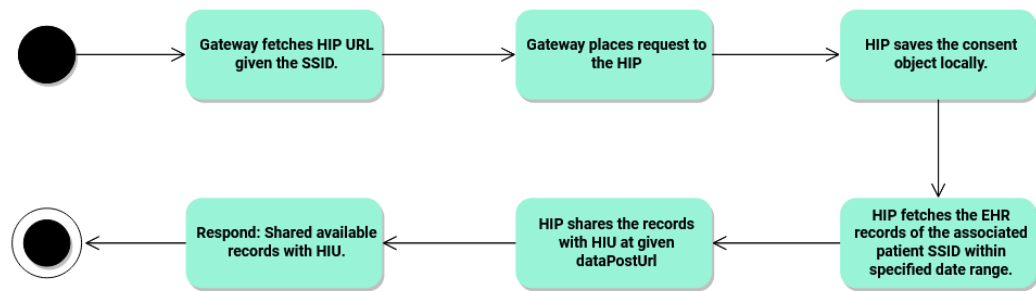 Gateway fetches HIP URL
given the SSID.
Gateway places request to
the HIP
HIP saves the consent
object locally.
HIP fetches the EHR
records of the associated
patient SSID within
specified date range.
HIP shares the records
with HIU at given
dataPostUrl
Respond: Shared available
records with HIU.